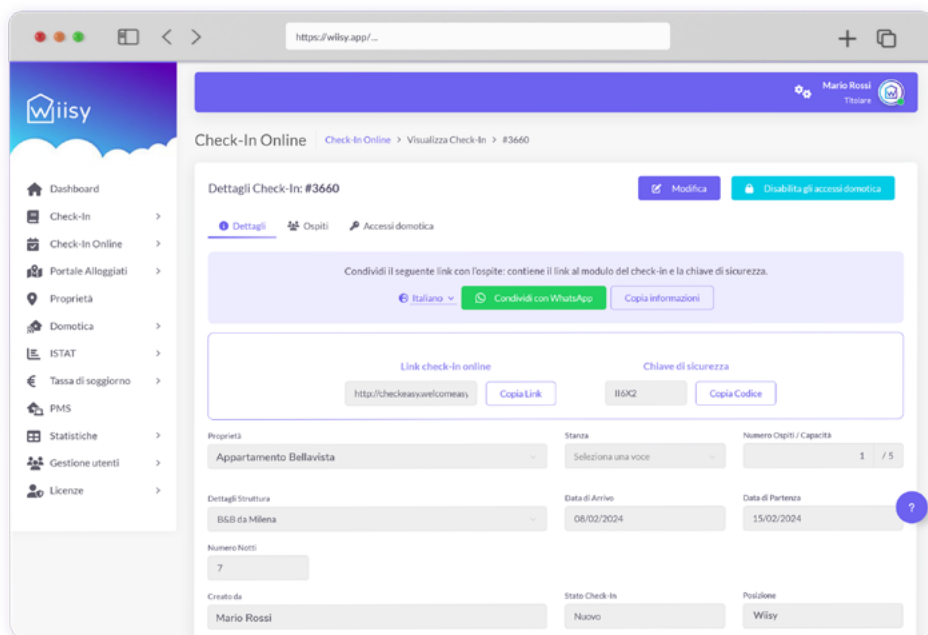 https://wiisy.app/...
Wiisy
Mario Rossi
Titolare
Check-In Online
Check-In Online > Visualizza Check-In > #3660
Dashboard
Check-In
Check-In Online
Portale Alloggiati
Proprietà
Domotica
ISTAT
Tassa di soggiorno
PMS
Statistiche
Gestione utenti
Licenze
Dettagli Check-In: #3660
Modifica
Disabilita gli accessi domotica
Dettagli
Ospiti
Accessi domotica
Condividi il seguente link con l'ospite: contiene il link al modulo del check-in e la chiave di sicurezza.
Italiano
Condividi con WhatsApp
Copia informazioni
Link check-in online
Chiave di sicurezza
http://checkeasy.welcomeasy
Copia Link
Copia Codice
Proprietà
Stanza
Numero Ospiti / Capacità
Appartamento Bellavista
Seleziona una voce
1 / 5
Dettagli Struttura
Data di Arrivo
Data di Partenza
B&B da Milena
08/02/2024
15/02/2024
?
Numero Notti
7
Creato da
Stato Check-In
Posizione
Mario Rossi
Nuovo
Wiisy